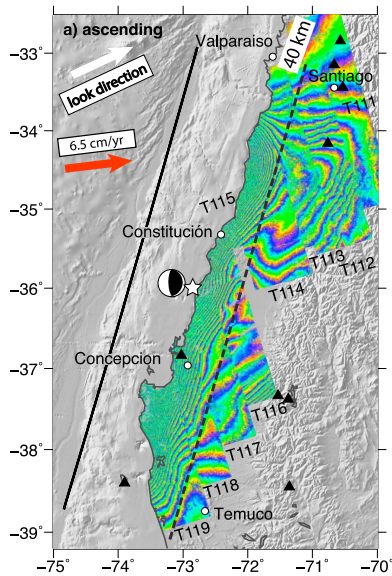 a) ascending
Valparaiso
look direction
40 km
Santiago
T111
6.5 cm/yr
T115
Constitución
T113
T112
T114
Concepcion
T116
T117
T118
Temuco
T119
−33°
−34°
−35°
−36°
−37°
−38°
−39°
−75° −74° −73° −72° −71° −70°